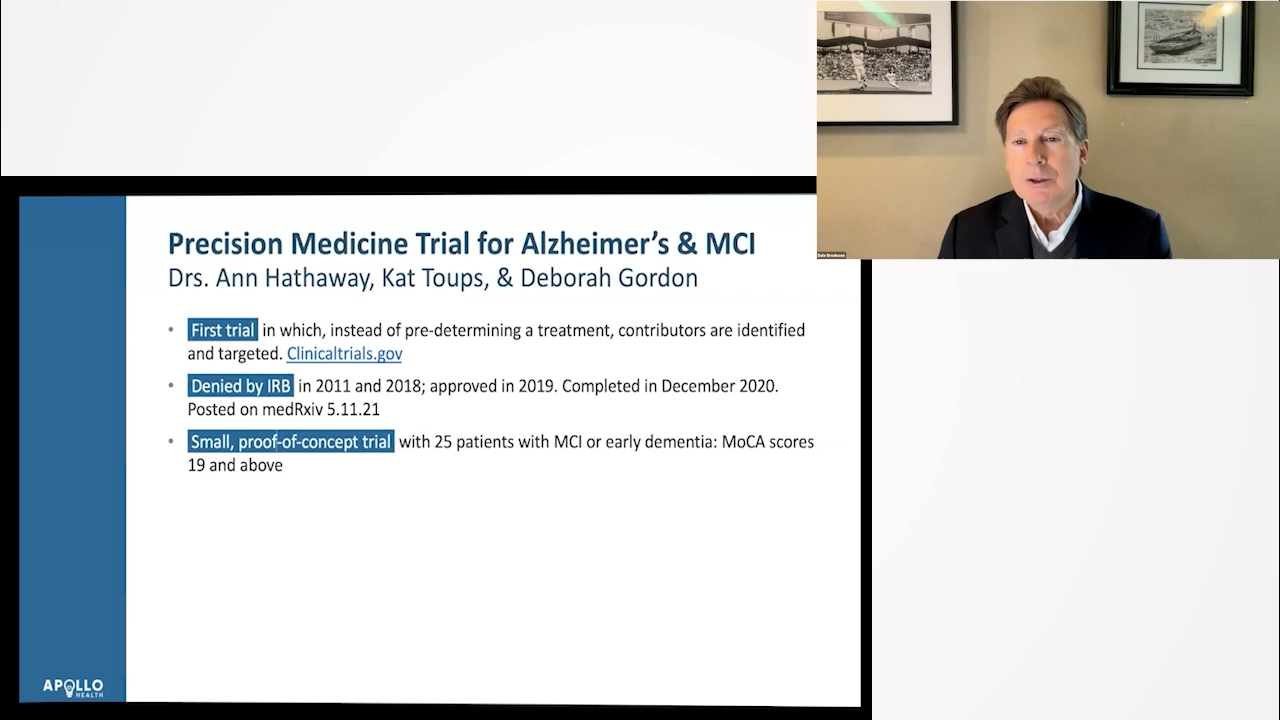 Precision Medicine Trial for Alzheimer's & MCI
Drs. Ann Hathaway, Kat Toups, & Deborah Gordon
• First trial in which, instead of pre-determining a treatment, contributors are identified
and targeted. Clinicaltrials.gov
• Denied by IRB in 2011 and 2018; approved in 2019. Completed in December 2020.
Posted on medRxiv 5.11.21
• Small, proof-of-concept trial with 25 patients with MCI or early dementia: MoCA scores
19 and above
APOLLO
HEALTH
Dale Bredesen